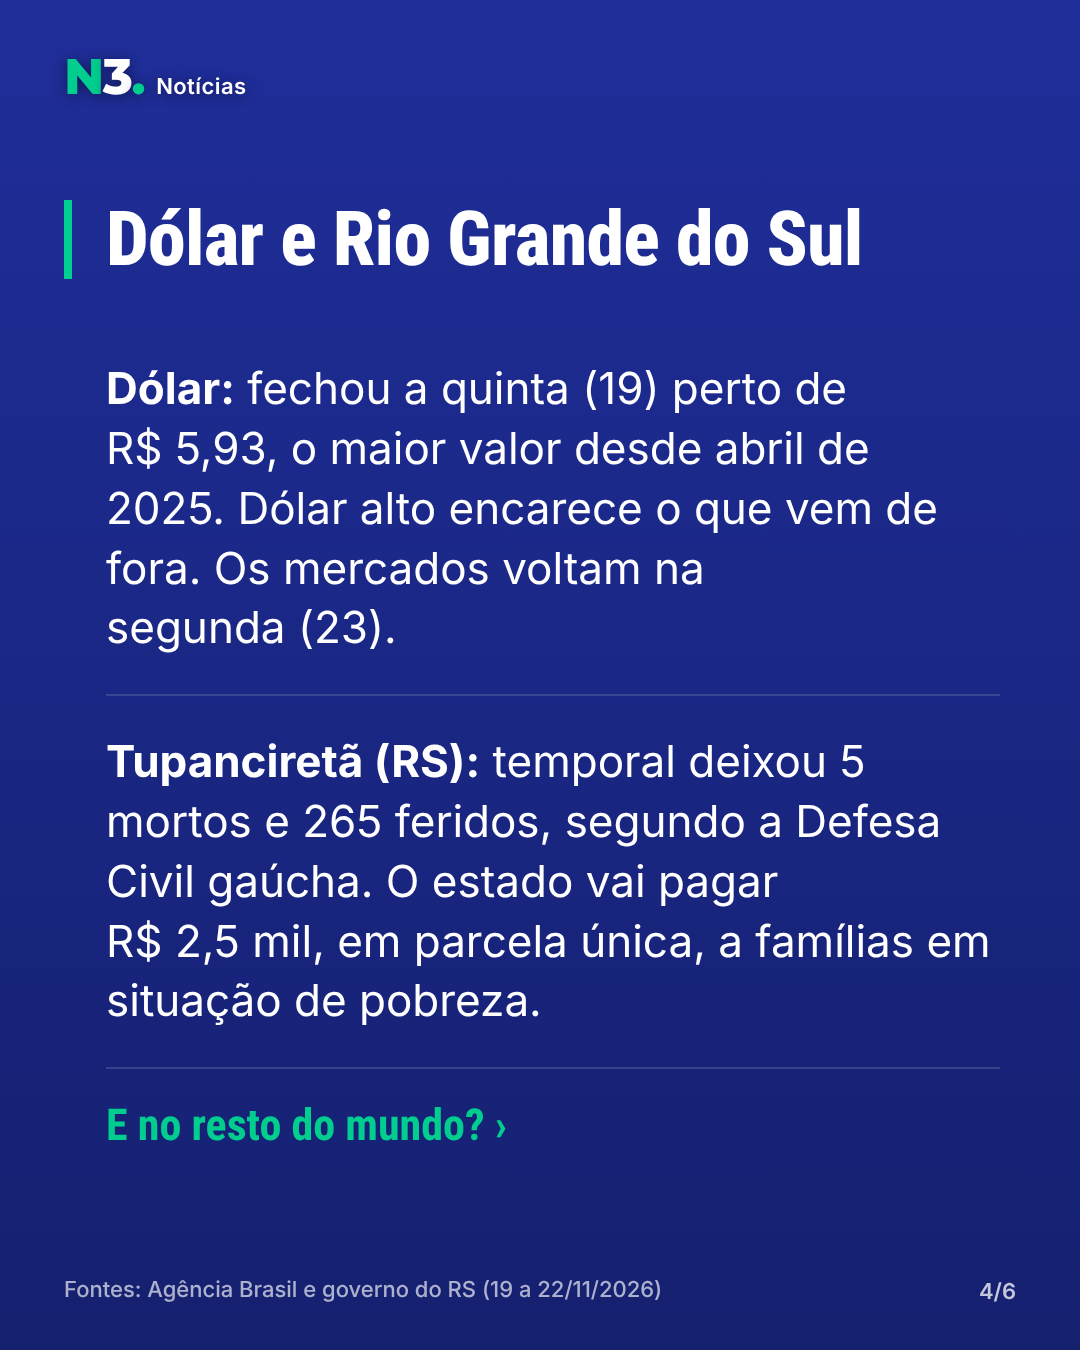 N3. Notícias
Dólar e Rio Grande do Sul
Dólar: fechou a quinta (19) perto de
R$ 5,93, o maior valor desde abril de
2025. Dólar alto encarece o que vem de
fora. Os mercados voltam na
segunda (23).
Tupanciretã (RS): temporal deixou 5
mortos e 265 feridos, segundo a Defesa
Civil gaúcha. O estado vai pagar
R$ 2,5 mil, em parcela única, a famílias em
situação de pobreza.
E no resto do mundo? ›
Fontes: Agência Brasil e governo do RS (19 a 22/11/2026)
4/6